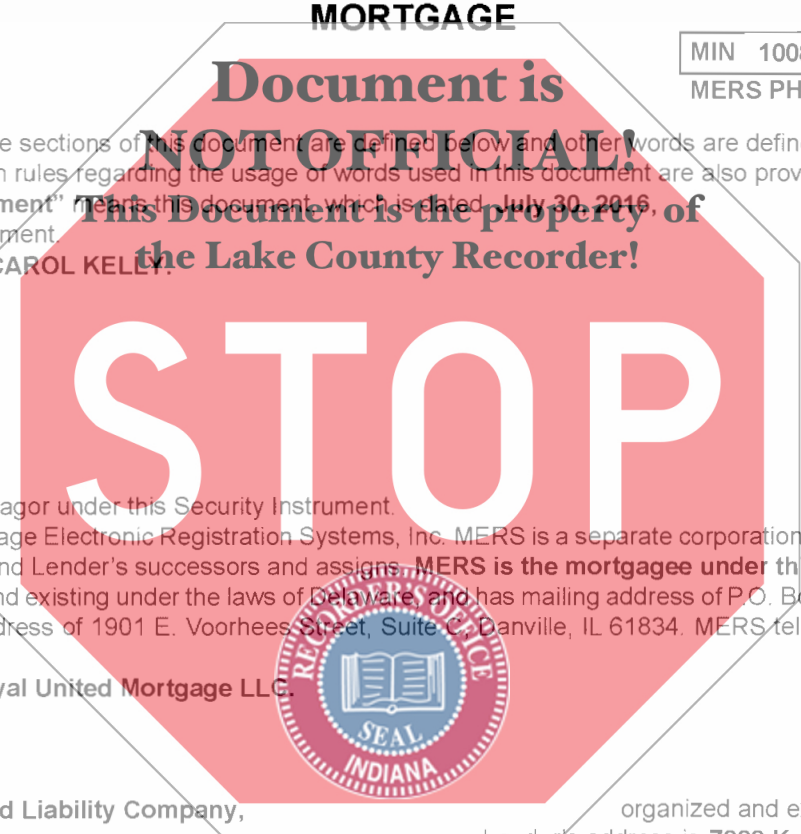 MORTGAGE
MIN 1008
MERS PH
Document is
NOT OFFICIAL!
This Document is the property of
the Lake County Recorder!
e sections of this document are defined below and other words are define
n rules regarding the usage of words used in this document are also prov
ment" means this document, which is dated July 30, 2016,
ment.
CAROL KELLY.
STOP
agor under this Security Instrument.
age Electronic Registration Systems, Inc. MERS is a separate corporation
nd Lender's successors and assigns. MERS is the mortgagee under th
nd existing under the laws of Delaware, and has mailing address of P.O. Bo
dress of 1901 E. Voorhees Street, Suite C, Danville, IL 61834. MERS tel
yal United Mortgage LLC.
RECORDER'S OFFICE
SEAL
INDIANA
d Liability Company,
organized and e